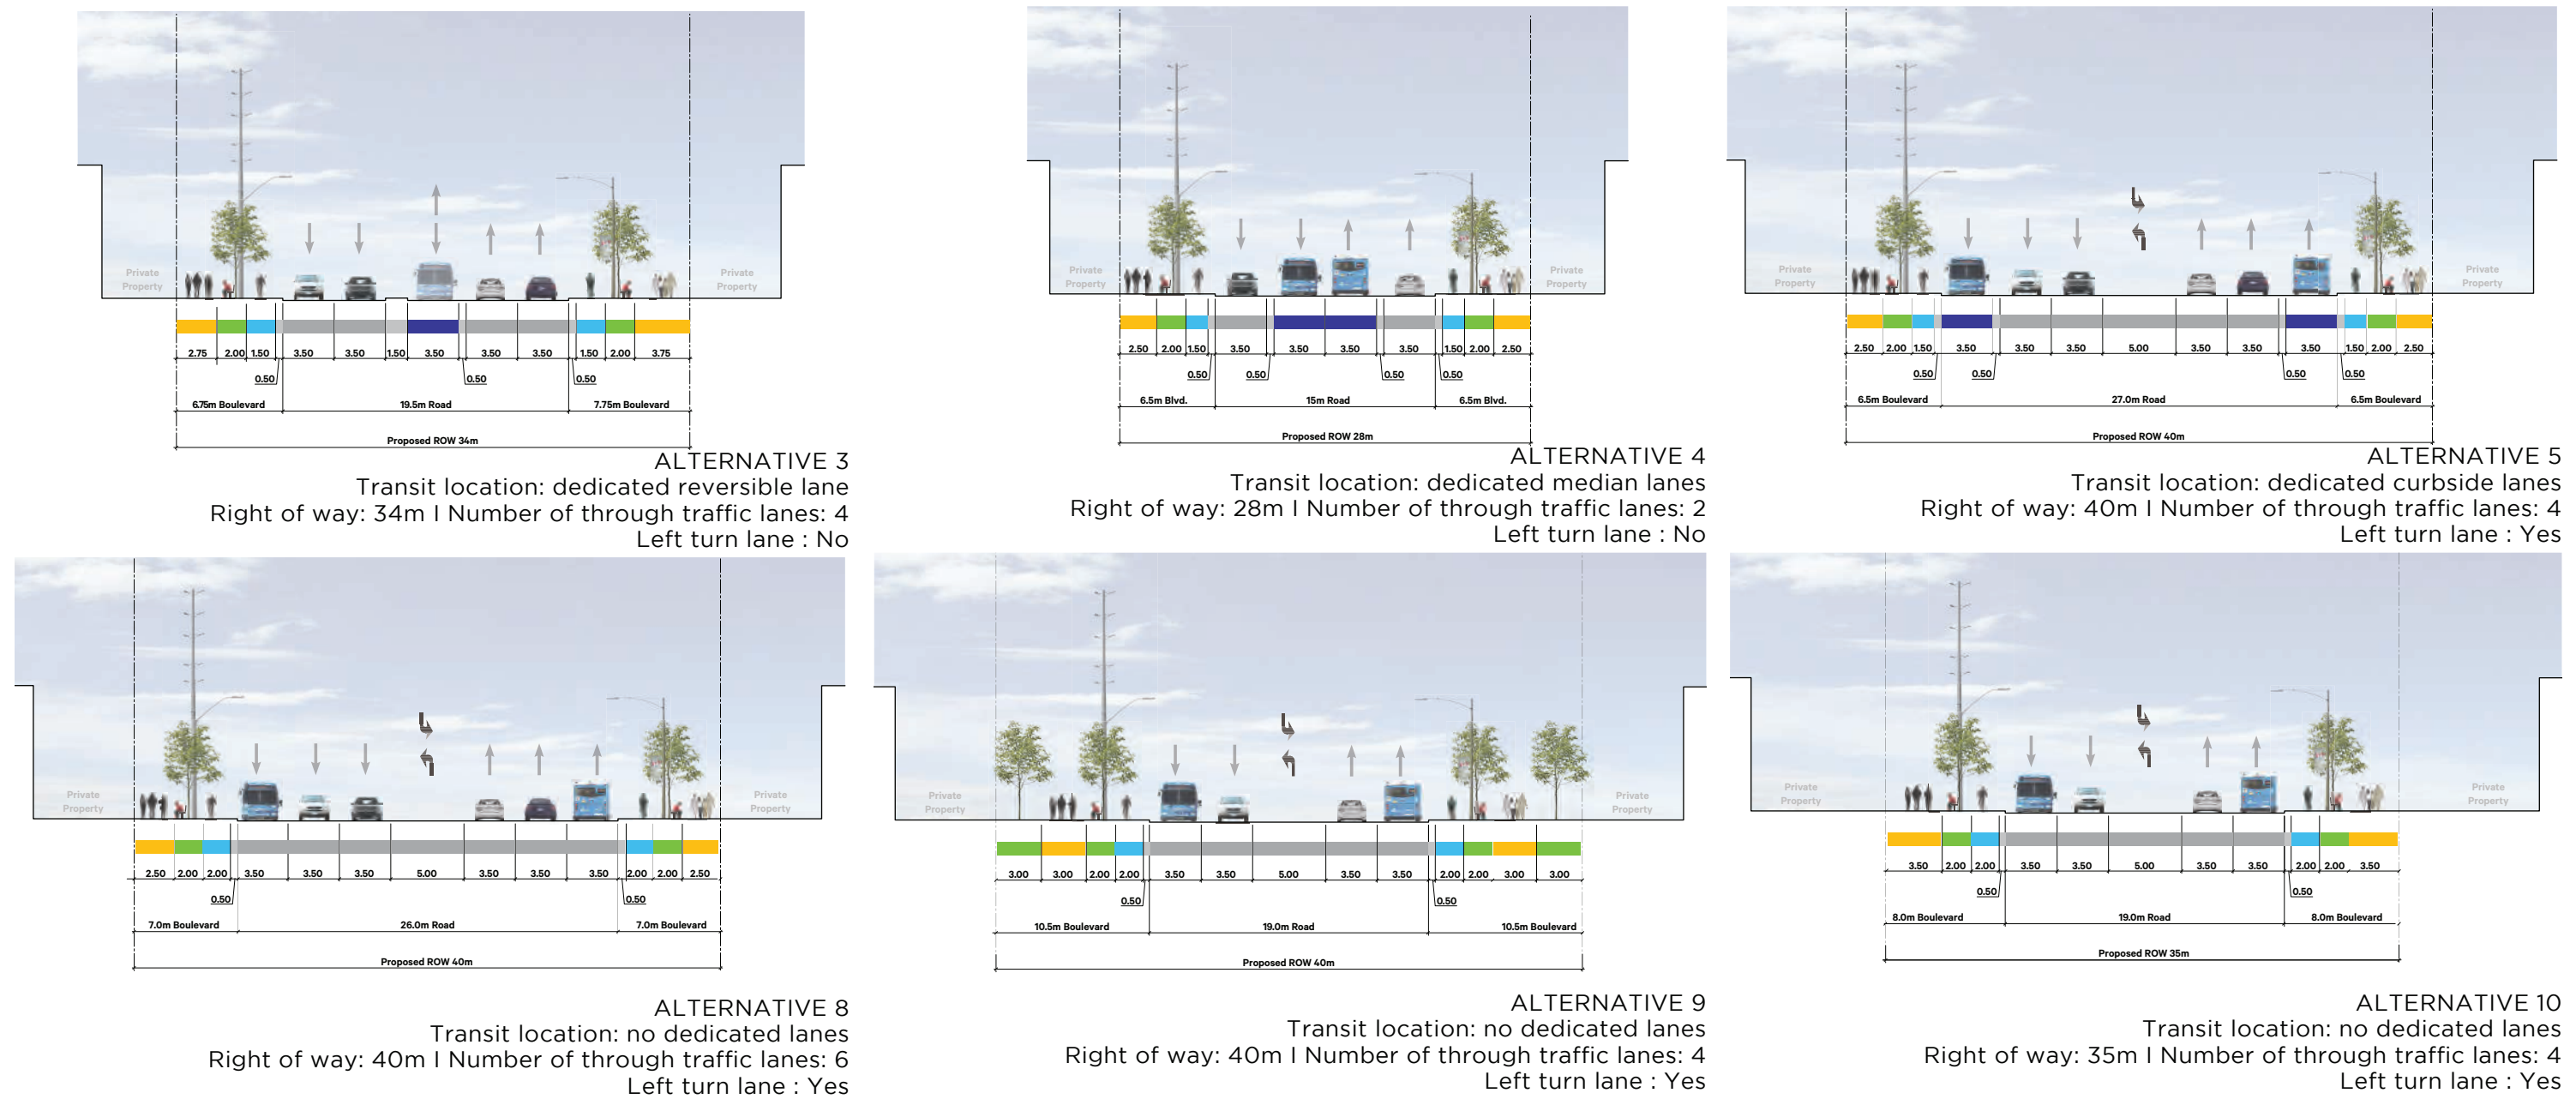 Private
Property
Private
Property
2.75 2.00 1.50 3.50 3.50 1.50 3.50 3.50 3.50 1.50 2.00 3.75
0.50 0.50 0.50
6.75m Boulevard 19.5m Road 7.75m Boulevard
Proposed ROW 34m
ALTERNATIVE 3
Transit location: dedicated reversible lane
Right of way: 34m I Number of through traffic lanes: 4
Left turn lane : No
Private
Property
Private
Property
2.50 2.00 1.50 3.50 3.50 3.50 3.50 1.50 2.00 2.50
0.50 0.50 0.50 0.50
6.5m Blvd. 15m Road 6.5m Blvd.
Proposed ROW 28m
ALTERNATIVE 4
Transit location: dedicated median lanes
Right of way: 28m I Number of through traffic lanes: 2
Left turn lane : No
Private
Property
Private
Property
2.50 2.00 1.50 3.50 3.50 3.50 5.00 3.50 3.50 3.50 1.50 2.00 2.50
0.50 0.50 0.50 0.50
6.5m Boulevard 27.0m Road 6.5m Boulevard
Proposed ROW 40m
ALTERNATIVE 5
Transit location: dedicated curbside lanes
Right of way: 40m I Number of through traffic lanes: 4
Left turn lane : Yes
Private
Property
Private
Property
2.50 2.00 2.00 3.50 3.50 3.50 5.00 3.50 3.50 3.50 2.00 2.00 2.50
0.50 0.50
7.0m Boulevard 26.0m Road 7.0m Boulevard
Proposed ROW 40m
ALTERNATIVE 8
Transit location: no dedicated lanes
Right of way: 40m I Number of through traffic lanes: 6
Left turn lane : Yes
Private
Property
Private
Property
3.00 3.00 2.00 2.00 3.50 3.50 5.00 3.50 3.50 2.00 2.00 3.00 3.00
0.50 0.50
10.5m Boulevard 19.0m Road 10.5m Boulevard
Proposed ROW 40m
ALTERNATIVE 9
Transit location: no dedicated lanes
Right of way: 40m I Number of through traffic lanes: 4
Left turn lane : Yes
Private
Property
Private
Property
3.50 2.00 2.00 3.50 3.50 5.00 3.50 3.50 2.00 2.00 3.50
0.50 0.50
8.0m Boulevard 19.0m Road 8.0m Boulevard
Proposed ROW 35m
ALTERNATIVE 10
Transit location: no dedicated lanes
Right of way: 35m I Number of through traffic lanes: 4
Left turn lane : Yes